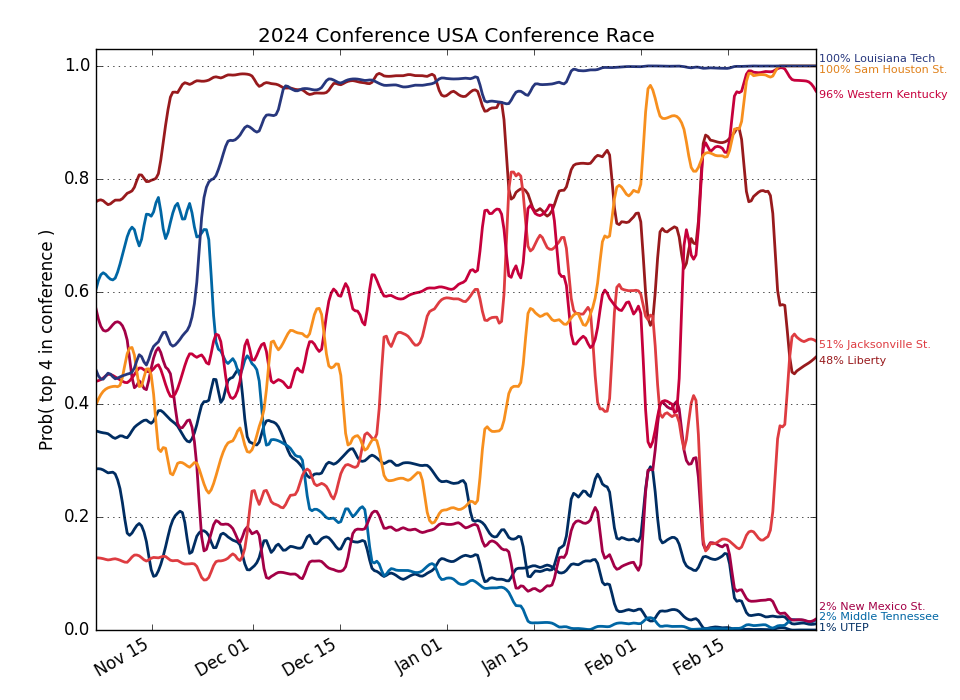 2024 Conference USA Conference Race
Prob( top 4 in conference )
1.0
0.8
0.6
0.4
0.2
0.0
Nov 15
Dec 01
Dec 15
Jan 01
Jan 15
Feb 01
Feb 15
100% Louisiana Tech
100% Sam Houston St.
96% Western Kentucky
51% Jacksonville St.
48% Liberty
2% New Mexico St.
2% Middle Tennessee
1% UTEP